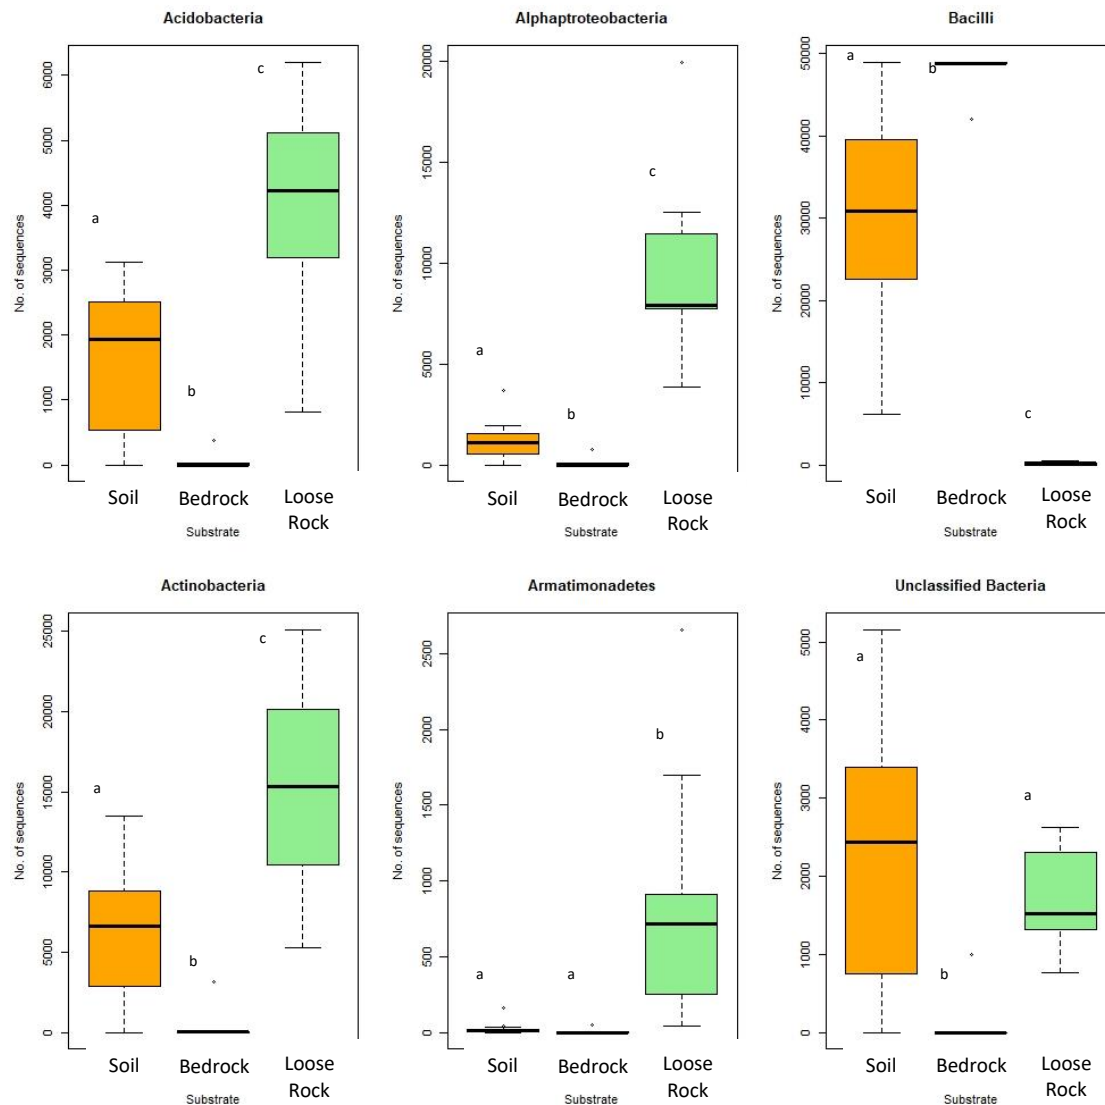 Acidobacteria
No. of sequences
6000
5000
4000
3000
2000
1000
0
a
b
c
Soil
Bedrock
Loose
Rock
Substrate
Alphaptroteobacteria
No. of sequences
20000
15000
10000
5000
0
a
b
c
Soil
Bedrock
Loose
Rock
Substrate
Bacilli
No. of sequences
50000
40000
30000
20000
10000
0
a
b
c
Soil
Bedrock
Loose
Rock
Substrate
Actinobacteria
No. of sequences
25000
20000
15000
10000
5000
0
a
b
c
Soil
Bedrock
Loose
Rock
Substrate
Armatimonadetes
No. of sequences
2500
2000
1500
1000
500
0
a
a
b
Soil
Bedrock
Loose
Rock
Substrate
Unclassified Bacteria
No. of sequences
5000
4000
3000
2000
1000
0
a
b
a
Soil
Bedrock
Loose
Rock
Substrate